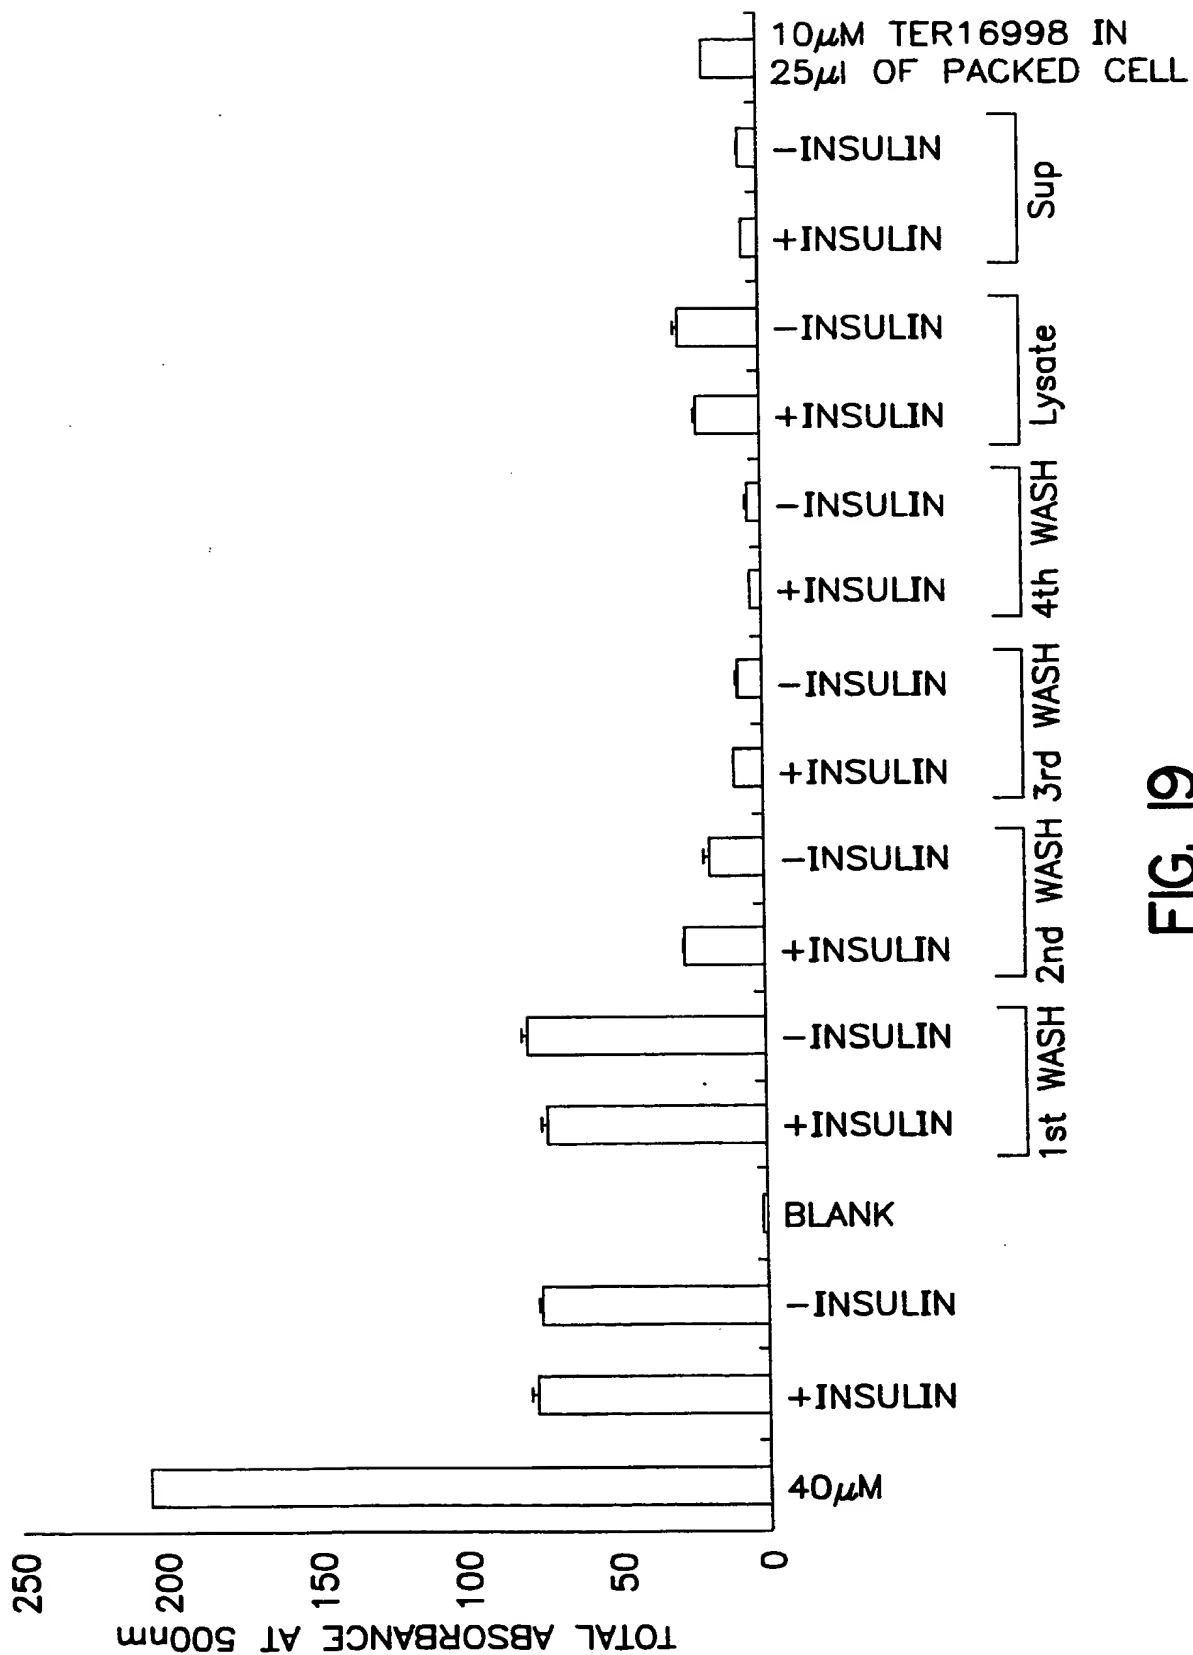 TOTAL ABSORBANCE AT 500nm
250
200
150
100
50
0
40µM
+INSULIN
-INSULIN
BLANK
+INSULIN
-INSULIN
1st WASH
+INSULIN
-INSULIN
2nd WASH
+INSULIN
-INSULIN
3rd WASH
+INSULIN
-INSULIN
4th WASH
+INSULIN
-INSULIN
Lysate
+INSULIN
-INSULIN
Sup
10µM TER16998 IN
25µl OF PACKED CELL
FIG. 19